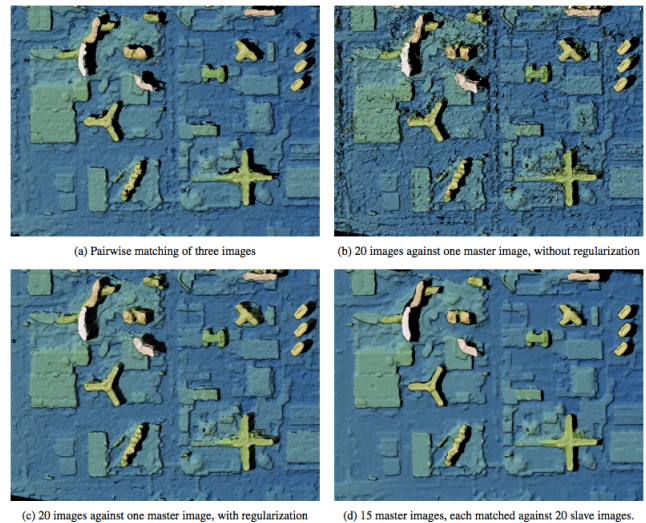 (a) Pairwise matching of three images
(b) 20 images against one master image, without regularization
(c) 20 images against one master image, with regularization
(d) 15 master images, each matched against 20 slave images.